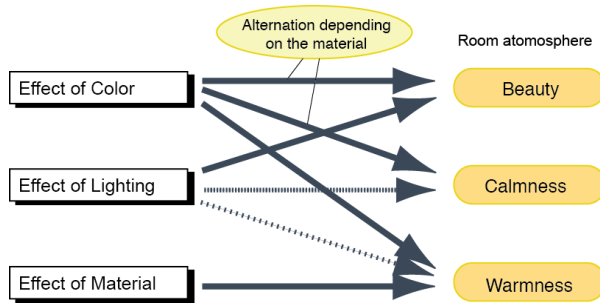 Alternation depending
on the material
Room atomosphere
Effect of Color
Beauty
Effect of Lighting
Calmness
Effect of Material
Warmness